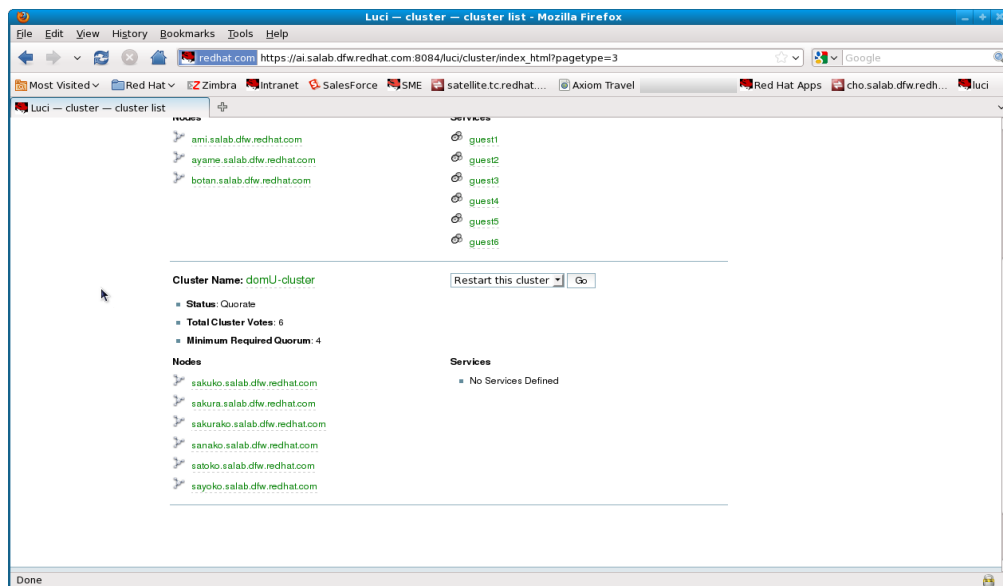 Luci — cluster — cluster list - Mozilla Firefox
File Edit View History Bookmarks Tools Help
redhat.com https://ai.salab.dfw.redhat.com:8084/luci/cluster/index_html?pagetype=3 Google
Most Visited Red Hat Zimbra Intranet SalesForce SME satellite.tc.redhat.... Axiom Travel Red Hat Apps cho.salab.dfw.redh... luci
Luci — cluster — cluster list
Nodes Services
ami.salab.dfw.redhat.com guest1
ayame.salab.dfw.redhat.com guest2
botan.salab.dfw.redhat.com guest3
guest4
guest5
guest6
Cluster Name: domU-cluster Restart this cluster Go
Status: Quorate
Total Cluster Votes: 6
Minimum Required Quorum: 4
Nodes Services
sakuko.salab.dfw.redhat.com No Services Defined
sakura.salab.dfw.redhat.com
sakurako.salab.dfw.redhat.com
sanako.salab.dfw.redhat.com
satoko.salab.dfw.redhat.com
sayoko.salab.dfw.redhat.com
Done